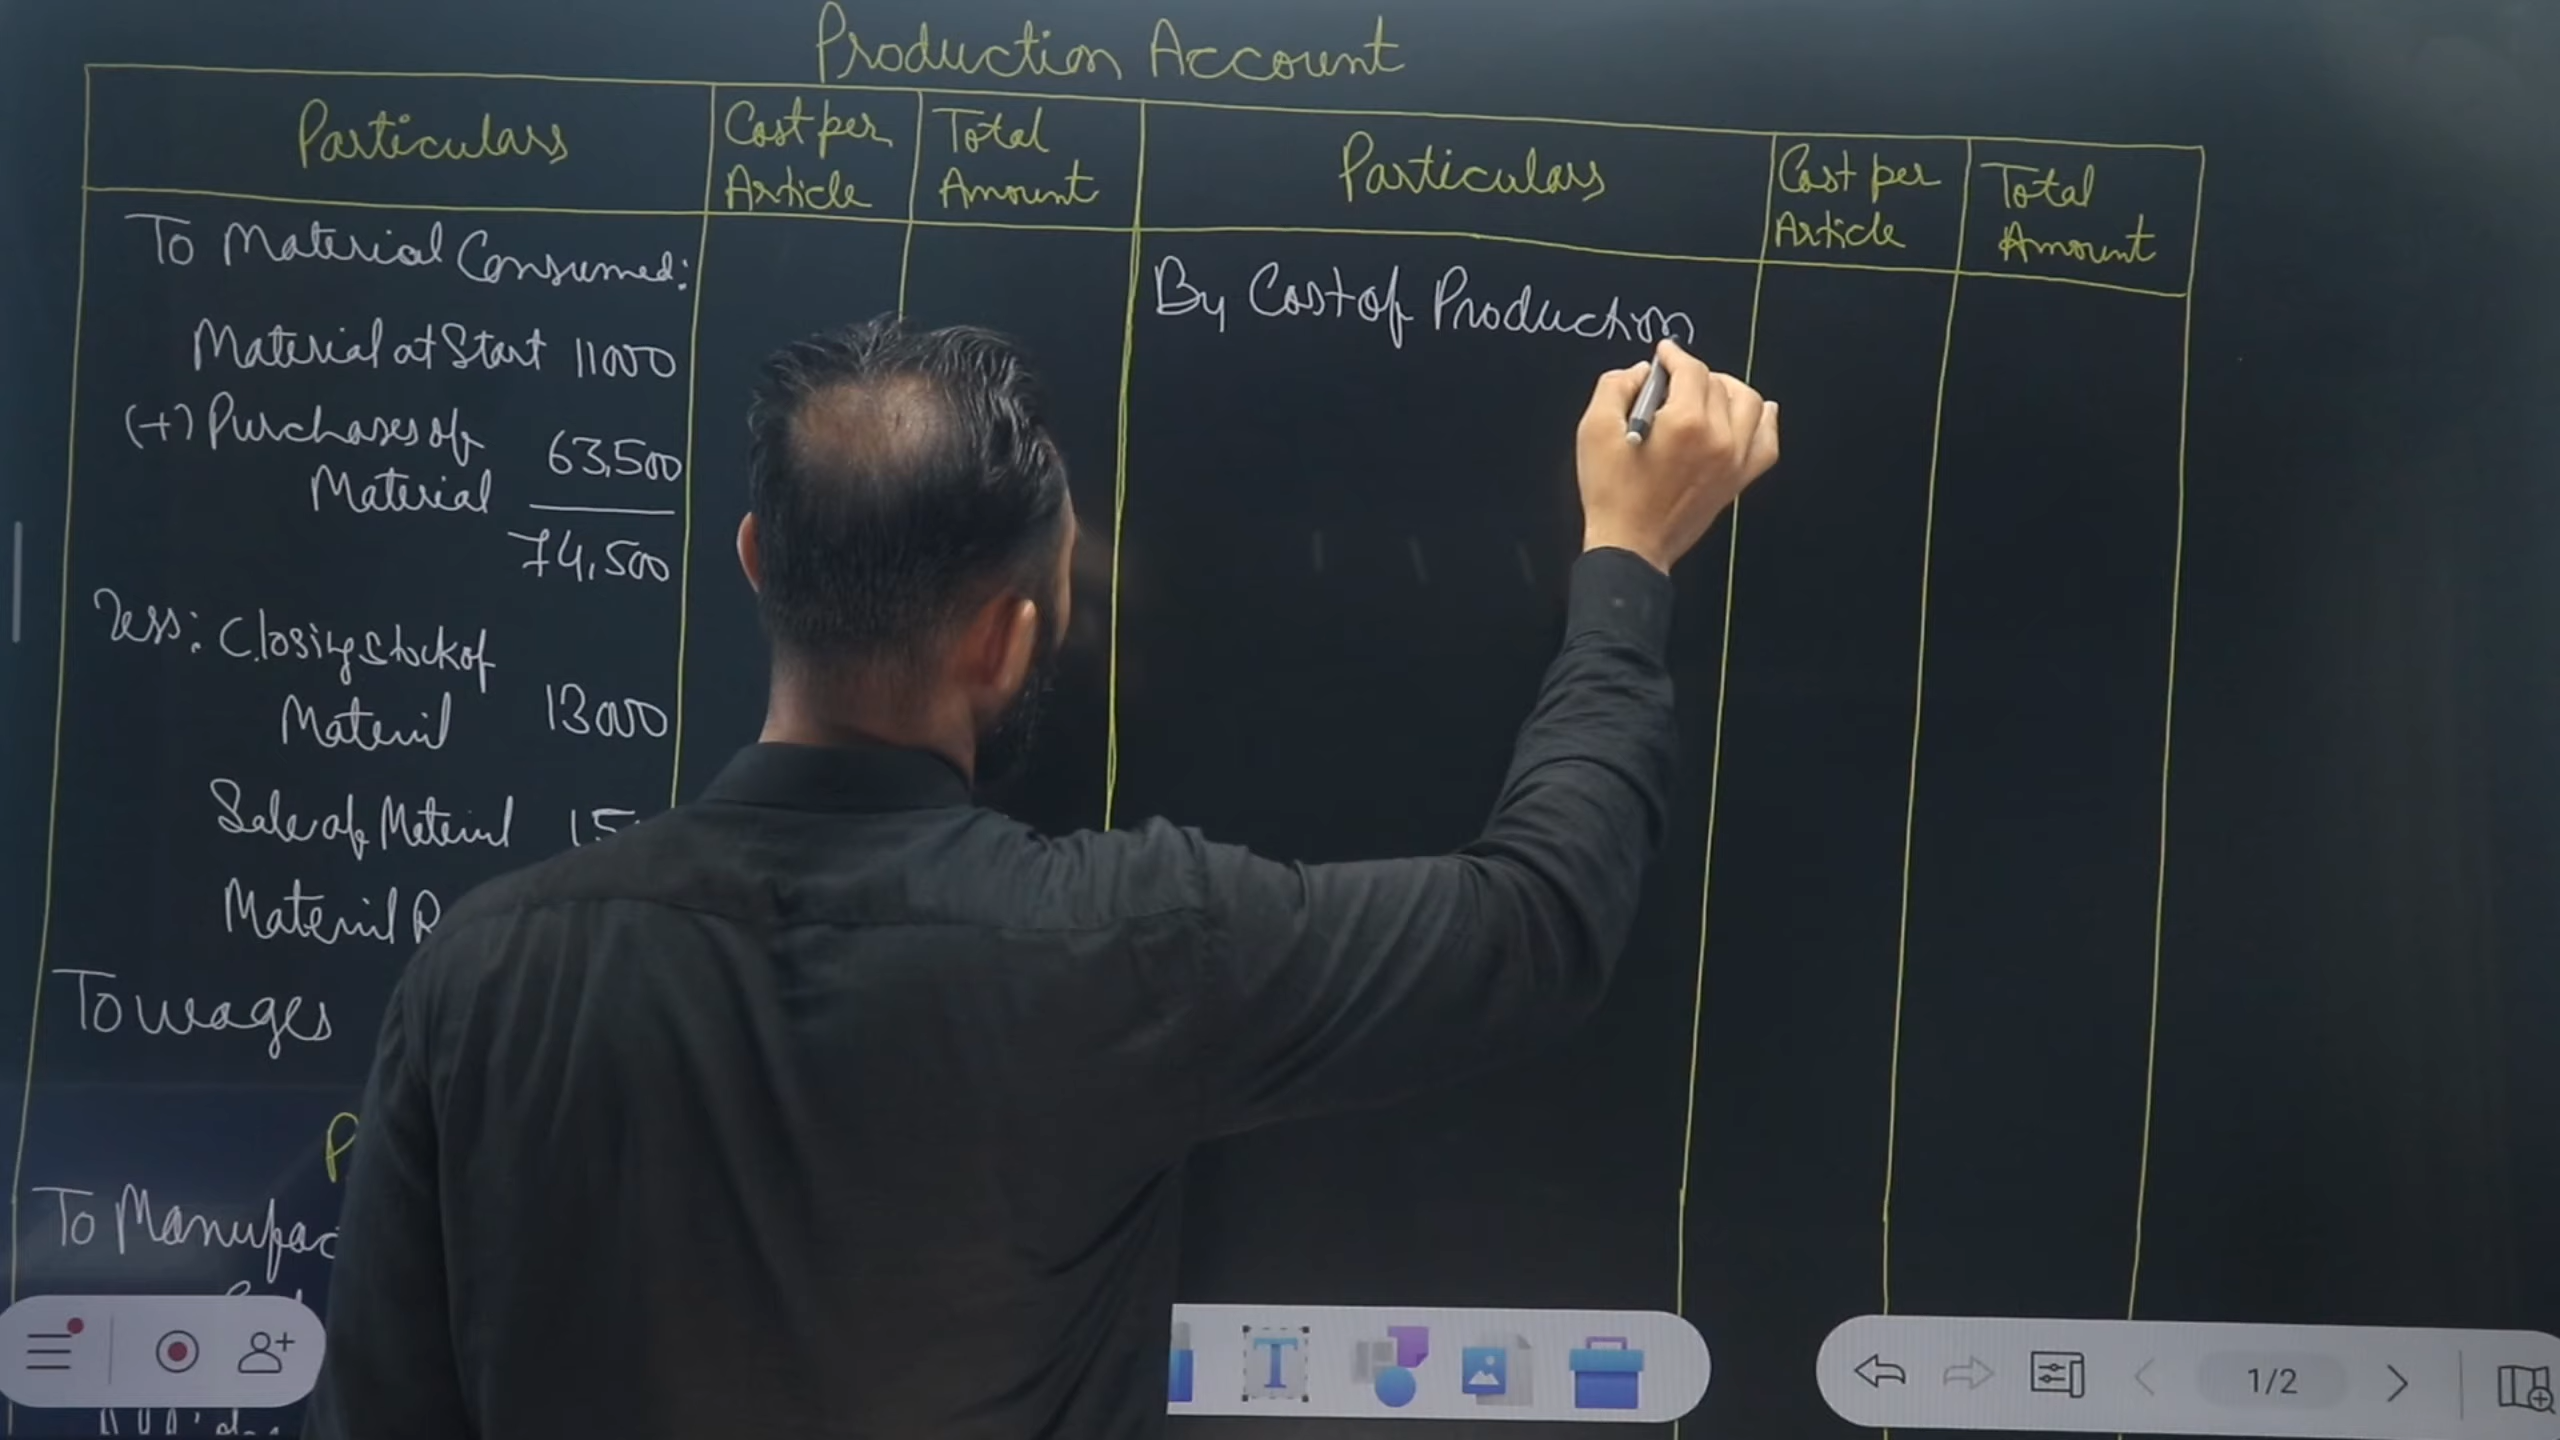 Production Account
Particulars
Cost per
Article
Total
Amount
Particulars
Cost per
Article
Total
Amount
To Material Consumed:
Material at Start 11000
(+) Purchases of
Material 63,500
74,500
Less: Closing stock of
Material 13000
Sale of Material
Material
To wages
To
By Cost of Production
1/2